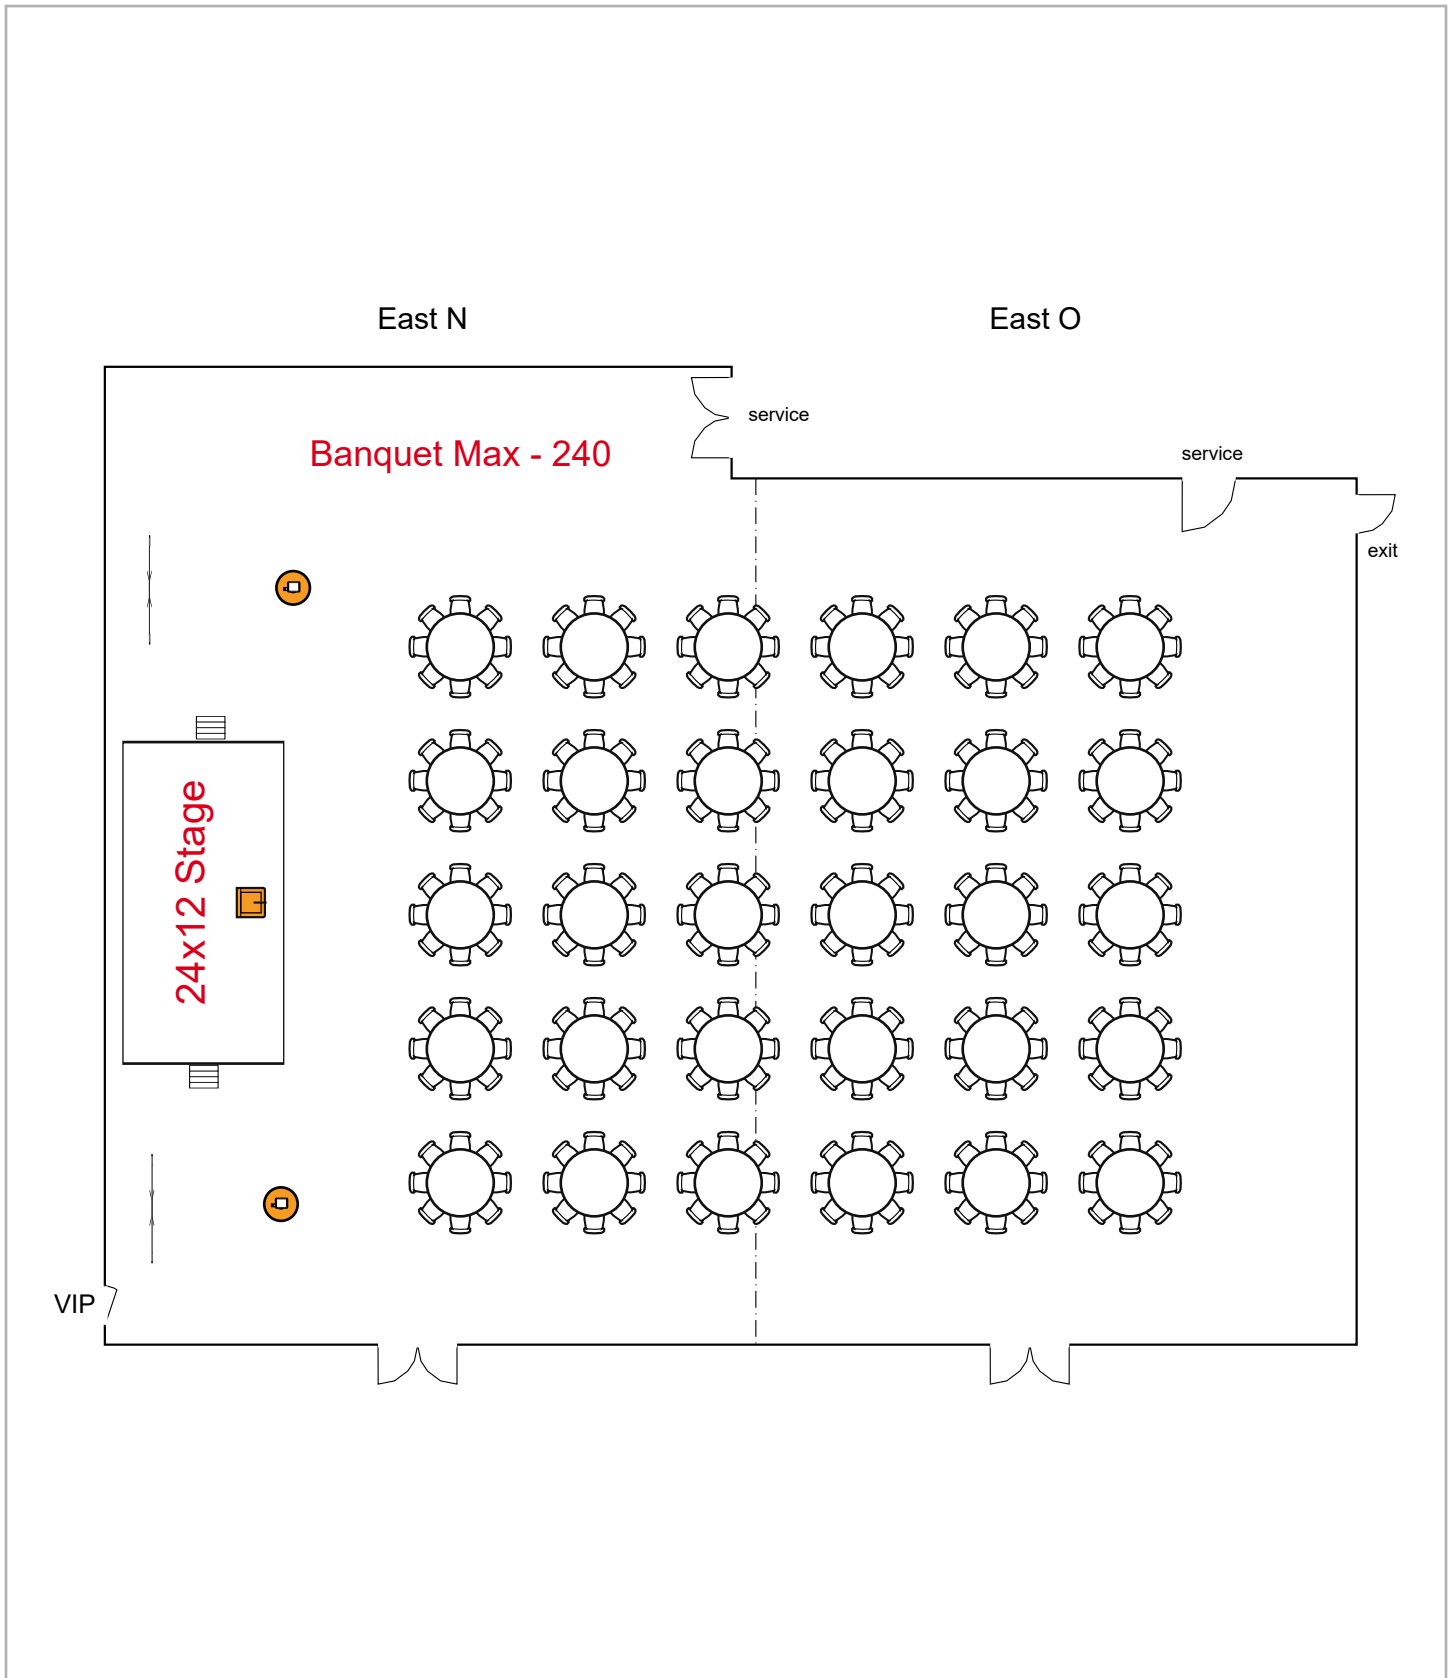 East N
East O
service
Banquet Max - 240
service
exit
24x12 Stage
VIP